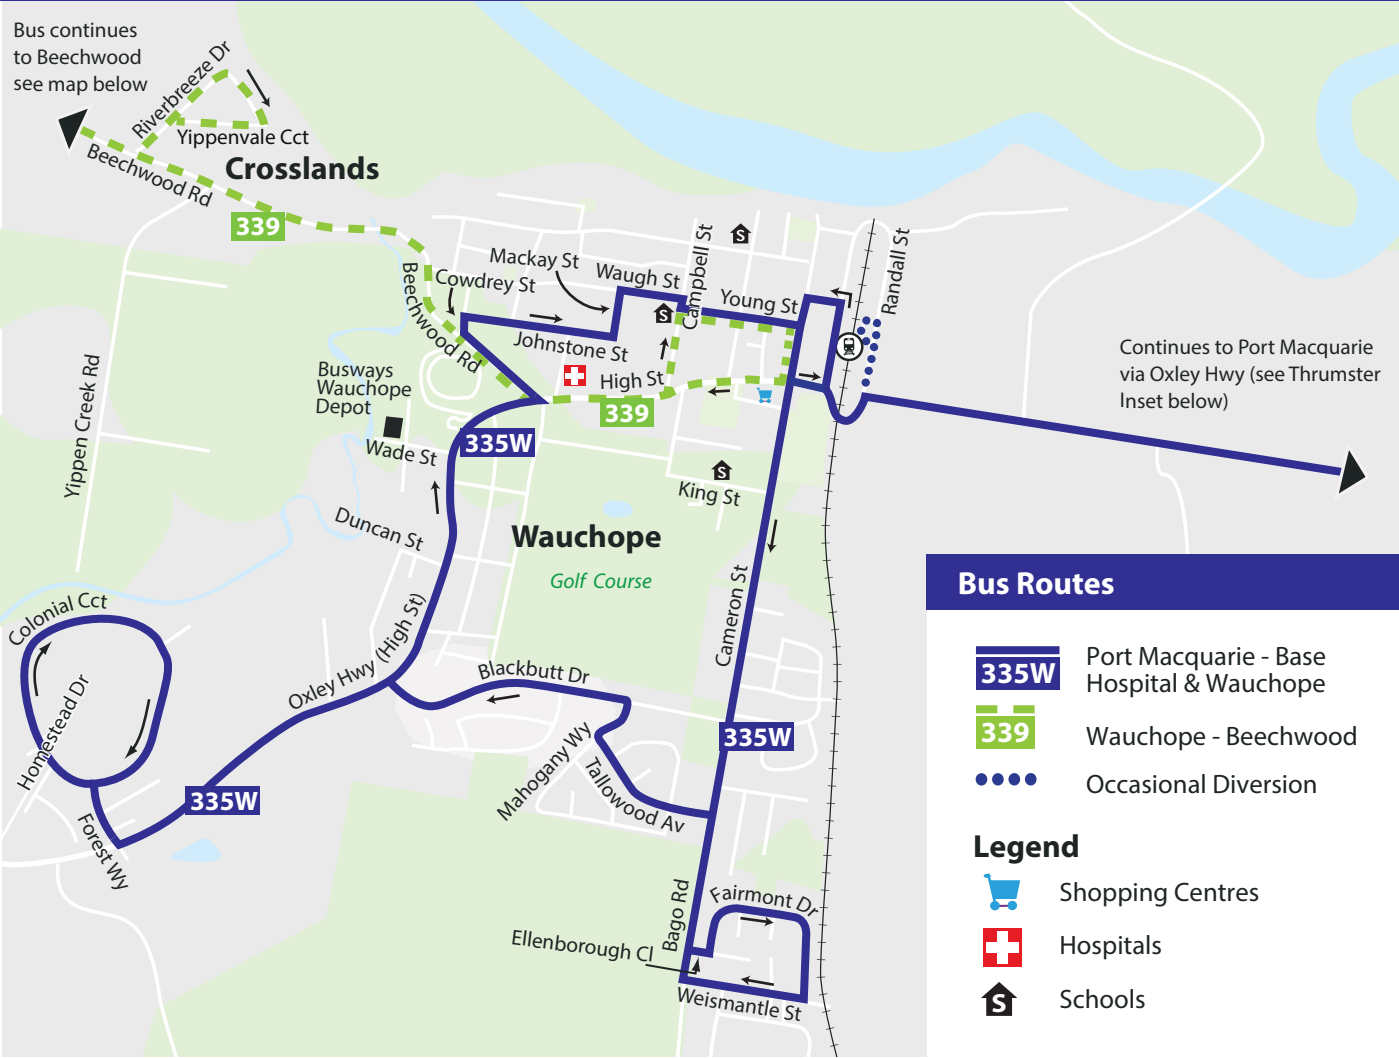 Bus continues
to Beechwood
see map below
Riverbreeze Dr
Yippenvale Cct
Crosslands
Beechwood Rd
339
Campbell St
S
Randall St
Mackay St
Waugh St
Beechwood Rd
Cowdrey St
Young St
S
Johnstone St
Continues to Port Macquarie
via Oxley Hwy (see Thrumster
Inset below)
Busways
Wauchope
Depot
High St
339
Yippen Creek Rd
335W
Wade St
S
King St
Duncan St
Wauchope
Golf Course
Cameron St
Colonial Cct
Oxley Hwy (High St)
Blackbutt Dr
Homestead Dr
335W
Mahogany Wy
Tallowood Av
335W
Forest Wy
Bago Rd
Fairmont Dr
Ellenborough Cl
Weismantle St
Bus Routes
335W
Port Macquarie - Base
Hospital & Wauchope
339
Wauchope - Beechwood
Occasional Diversion
Legend
Shopping Centres
Hospitals
S
Schools